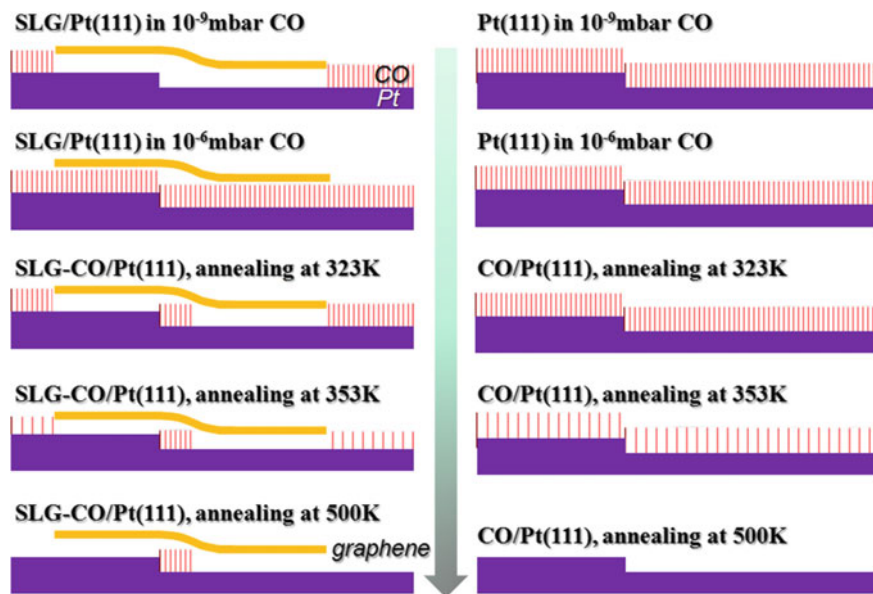 SLG/Pt(111) in 10⁻⁹mbar CO
CO
Pt
SLG/Pt(111) in 10⁻⁶mbar CO
SLG-CO/Pt(111), annealing at 323K
SLG-CO/Pt(111), annealing at 353K
SLG-CO/Pt(111), annealing at 500K
graphene
Pt(111) in 10⁻⁹mbar CO
Pt(111) in 10⁻⁶mbar CO
CO/Pt(111), annealing at 323K
CO/Pt(111), annealing at 353K
CO/Pt(111), annealing at 500K